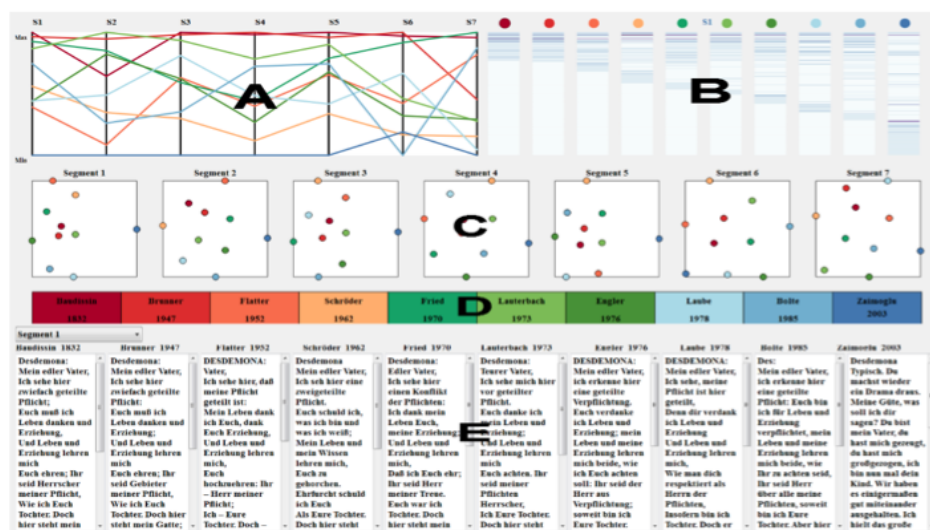 S1 S2 S3 S4 S5 S6 S7
S1
Max
A
B
Min
Segment 1 Segment 2 Segment 3 Segment 4 Segment 5 Segment 6 Segment 7
C
Baudissin Brunner Flatter Schröder Fried Lauterbach Engler Laube Bolte Zaimoglu
D
1832 1947 1952 1962 1970 1973 1976 1978 1985 2003
Segment 1
Baudissin 1832 Brunner 1947 Flatter 1952 Schröder 1962 Fried 1970 Lauterbach 1973 Engler 1976 Laube 1978 Bolte 1985 Zaimoglu 2003
E
Desdemona:
Mein edler Vater,
Ich sehe hier
zwiefach geteilte
Pflicht;
Euch muß ich
Leben danken und
Erziehung,
Und Leben und
Erziehung lehren
mich
Euch ehren; Ihr
seid Herrscher
meiner Pflicht,
Wie ich Euch
Tochter. Doch
hier steht mein
Desdemona:
Mein edler Vater,
Ich sehe hier
zwiefach geteilte
Pflicht:
Euch muß ich
Leben danken und
Erziehung,
Und Leben und
Erziehung lehren
mich
Euch ehren; Ihr
seid Gebieter
meiner Pflicht,
Wie ich Euch
Tochter. Doch hier
steht mein Gatte;
DESDEMONA:
Vater,
Ich sehe hier, daß
meine Pflicht
geteilt ist:
Mein Leben dank
ich Euch, dank
Euch Erziehung,
Und Leben und
Erziehung lehren
mich,
Euch
hochzuehren: Ihr
– Herr meiner
Pflicht;
Ich – Eure
Tochter. Doch –
Desdemona
Mein edler Vater,
Ich seh hier eine
zweigeteilte
Pflicht.
Euch schuld ich,
was ich bin und
was ich weiß;
Mein Leben und
mein Wissen
lehren mich,
Euch zu
gehorchen.
Ehrfurcht schuld
ich Euch
Als Eure Tochter.
Doch hier steht
Desdemona:
Edler Vater,
Ich sehe hier
einen Konflikt
der Pflichten:
Ich dank mein
Leben Euch,
meine Erziehung;
Und Leben und
Erziehung lehren
mich,
Daß ich Euch ehr;
Ihr seid Herr
meiner Treue.
Euch war ich
Tochter. Doch
hier steht mein
Desdemona:
Teurer Vater,
Ich sehe mich hier
vor geteilter
Pflicht.
Euch danke ich
mein Leben und
Erziehung;
Und Leben und
Erziehung lehren
mich
Euch achten. Ihr
seid meiner
Pflichten
Herrscher,
Ich Eure Tochter.
Doch hier steht
DESDEMONA:
Mein edler Vater,
ich erkenne hier
eine geteilte
Verpflichtung.
Euch verdanke
ich Leben und
Erziehung; mein
Leben und meine
Erziehung lehren
mich beide, wie
ich Euch achten
soll: Ihr seid der
Herr aus
Verpflichtung;
soweit bin ich
Eure Tochter.
DESDEMONA:
Mein edler Vater,
Ich sehe, meine
Pflicht ist hier
geteilt,
Denn dir verdank
ich Leben und
Erziehung
Und Leben und
Erziehung lehren
mich,
Wie man dich
respektiert als
Herrn der
Pflichten,
Insofern bin ich
Tochter. Doch er
Des:
Mein edler Vater,
ich erkenne hier
eine geteilte
Pflicht: Euch bin
ich für Leben und
Erziehung
verpflichtet, mein
Leben und meine
Erziehung lehren
mich beide, wie
Ihr zu achten seid,
Ihr seid Herr
über alle meine
Pflichten,
soweit bin ich
Eure Tochter.
Tochter. Aber hier
Desdemona
Typisch. Du
machst wieder
ein Drama draus.
Meine Güte, was
soll ich dir
sagen? Du bist
mein Vater, du
hast mich gezeugt,
du hast mich
großgezogen, ich
bin nun mal dein
Kind. Wir haben
es einigermaßen
gut miteinander
ausgehalten. Ich
hielt das große